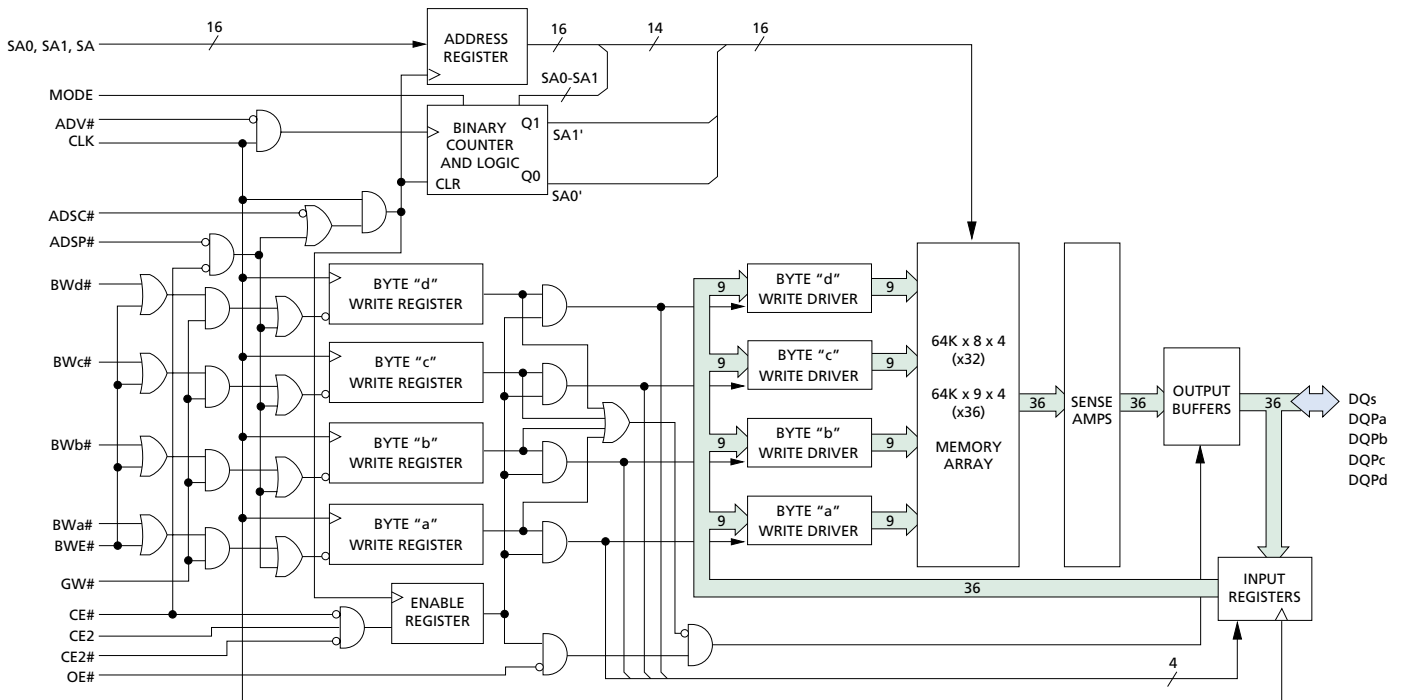 16
SA0, SA1, SA
ADDRESS
REGISTER
16
14
16
SA0-SA1
MODE
ADV#
CLK
BINARY
COUNTER
AND LOGIC
Q1
SA1'
Q0
SA0'
CLR
ADSC#
ADSP#
BWd#
BYTE “d”
WRITE REGISTER
9
BYTE “d”
WRITE DRIVER
9
BWc#
BYTE “c”
WRITE REGISTER
9
BYTE “c”
WRITE DRIVER
9
BWb#
BYTE “b”
WRITE REGISTER
9
BYTE “b”
WRITE DRIVER
9
BWa#
BWE#
BYTE “a”
WRITE REGISTER
9
BYTE “a”
WRITE DRIVER
9
64K x 8 x 4
(x32)
64K x 9 x 4
(x36)
MEMORY
ARRAY
36
SENSE
AMPS
36
OUTPUT
BUFFERS
36
DQs
DQPa
DQPb
DQPc
DQPd
GW#
CE#
CE2
CE2#
OE#
ENABLE
REGISTER
36
INPUT
REGISTERS
4